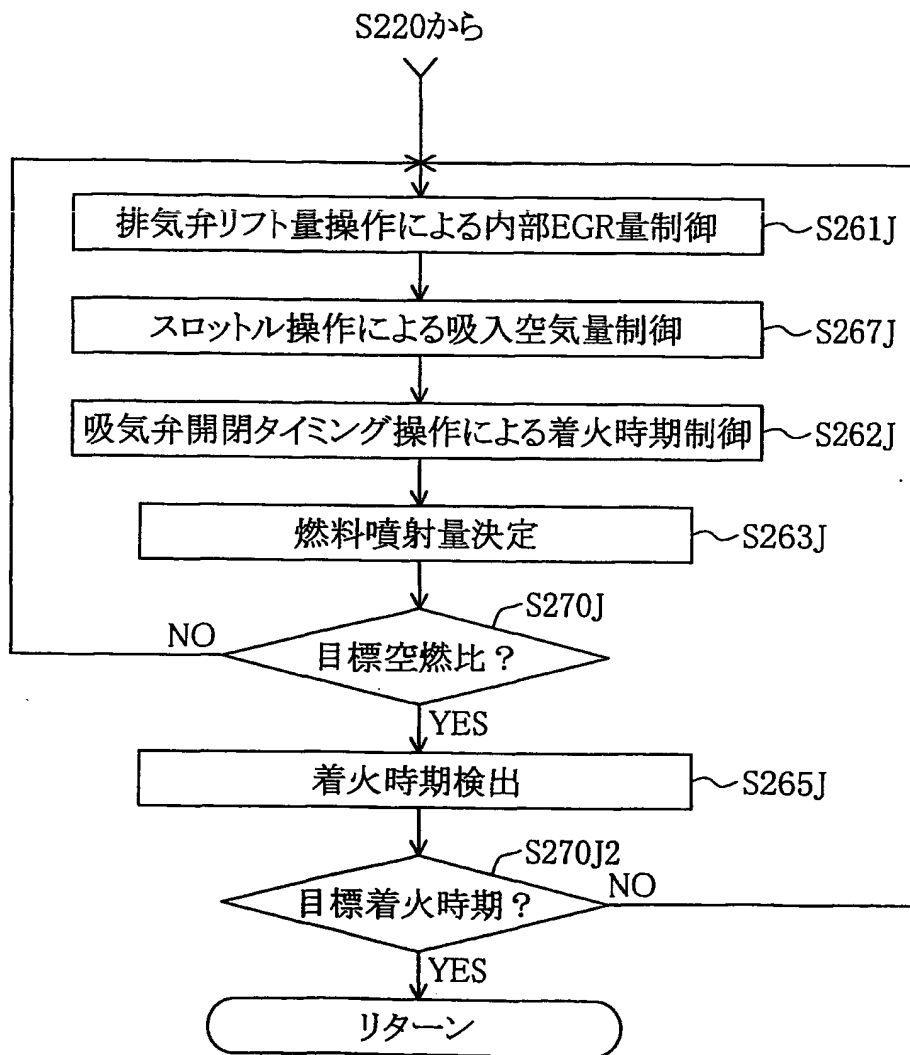 S220から
排気弁リフト量操作による内部EGR量制御 S261J
スロットル操作による吸入空気量制御 S267J
吸気弁開閉タイミング操作による着火時期制御 S262J
燃料噴射量決定 S263J
S270J
NO
目標空燃比？
YES
着火時期検出 S265J
S270J2
NO
目標着火時期？
YES
リターン